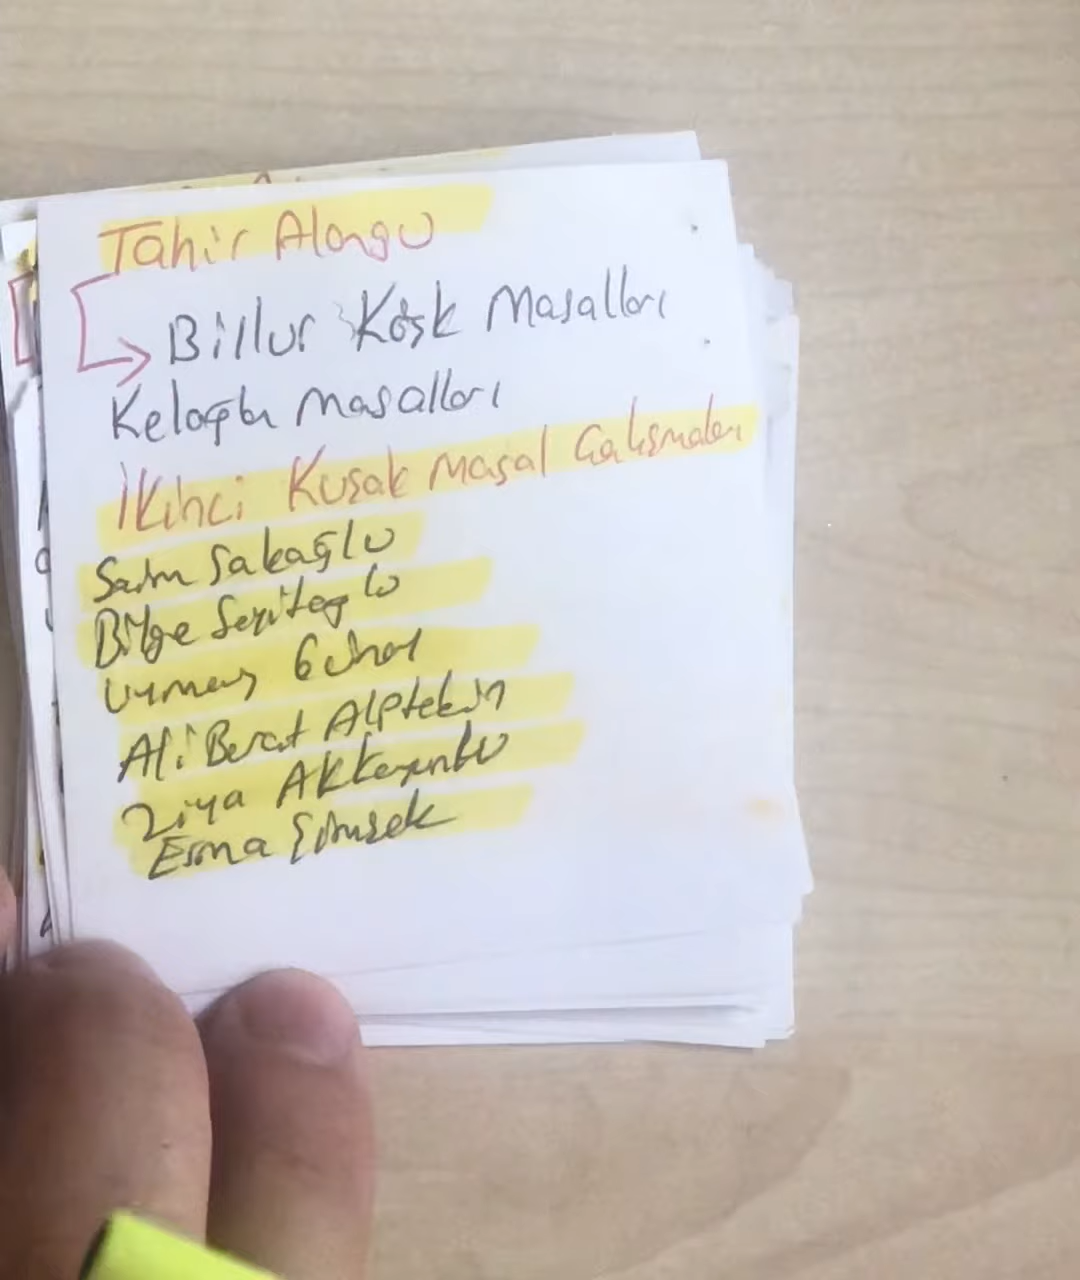 Tahir Alangu
Billur Köşk Masalları
Keloğlan Masalları
İkinci Kuşak Masal Çalışmaları
Saim Sakaoğlu
Bilge Seyitoğlu
Umay Günay
Ali Berat Alptekin
Ziya Akkoyunlu
Esma Şimşek